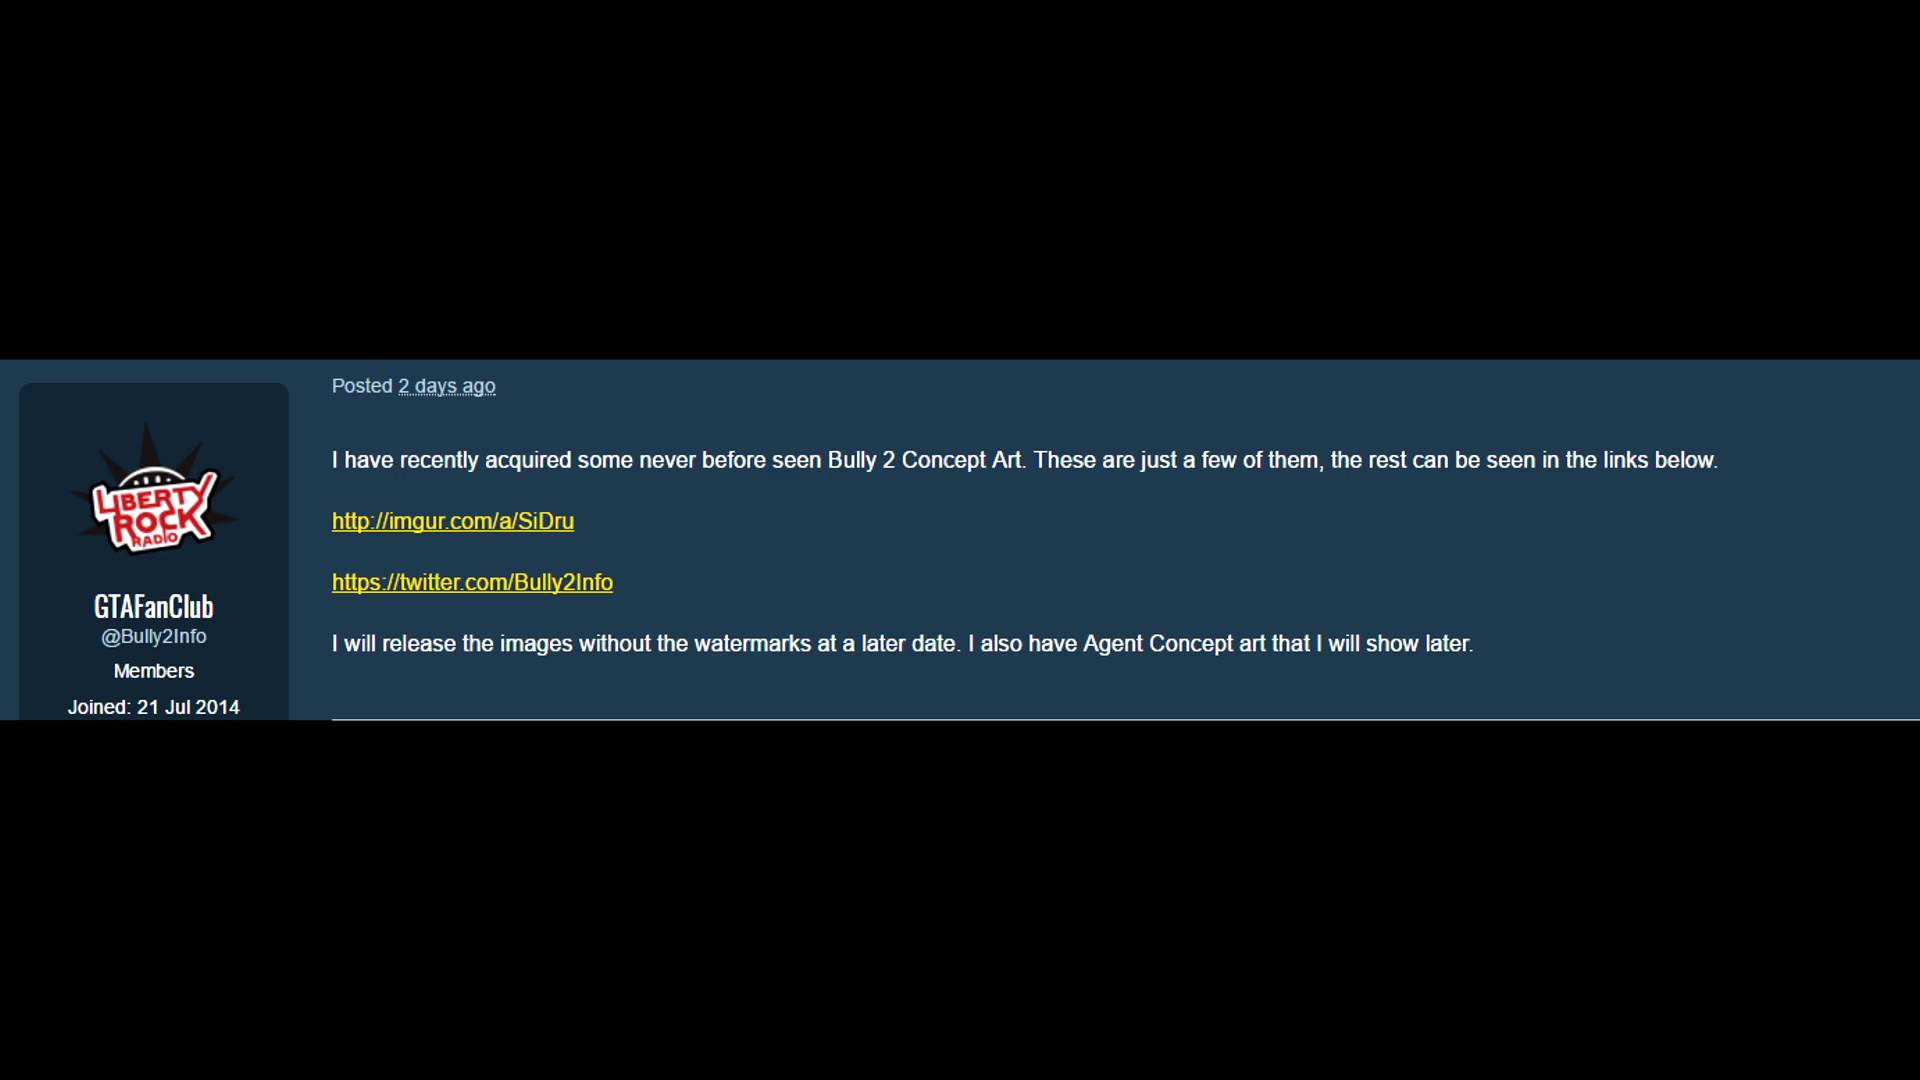 LIBERTY
ROCK
RADIO
GTAFanClub
@Bully2Info
Members
Joined: 21 Jul 2014
Posted 2 days ago
I have recently acquired some never before seen Bully 2 Concept Art. These are just a few of them, the rest can be seen in the links below.
http://imgur.com/a/SiDru
https://twitter.com/Bully2Info
I will release the images without the watermarks at a later date. I also have Agent Concept art that I will show later.